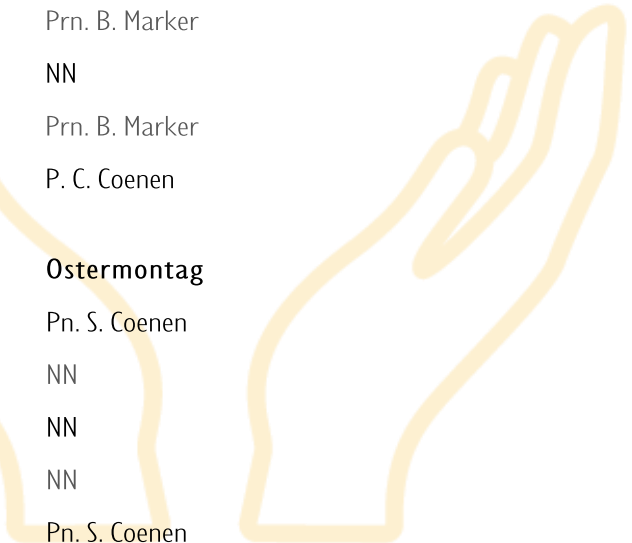 Prn. B. Marker
NN
Prn. B. Marker
P. C. Coenen
Ostermontag
Pn. S. Coenen
NN
NN
NN
Pn. S. Coenen